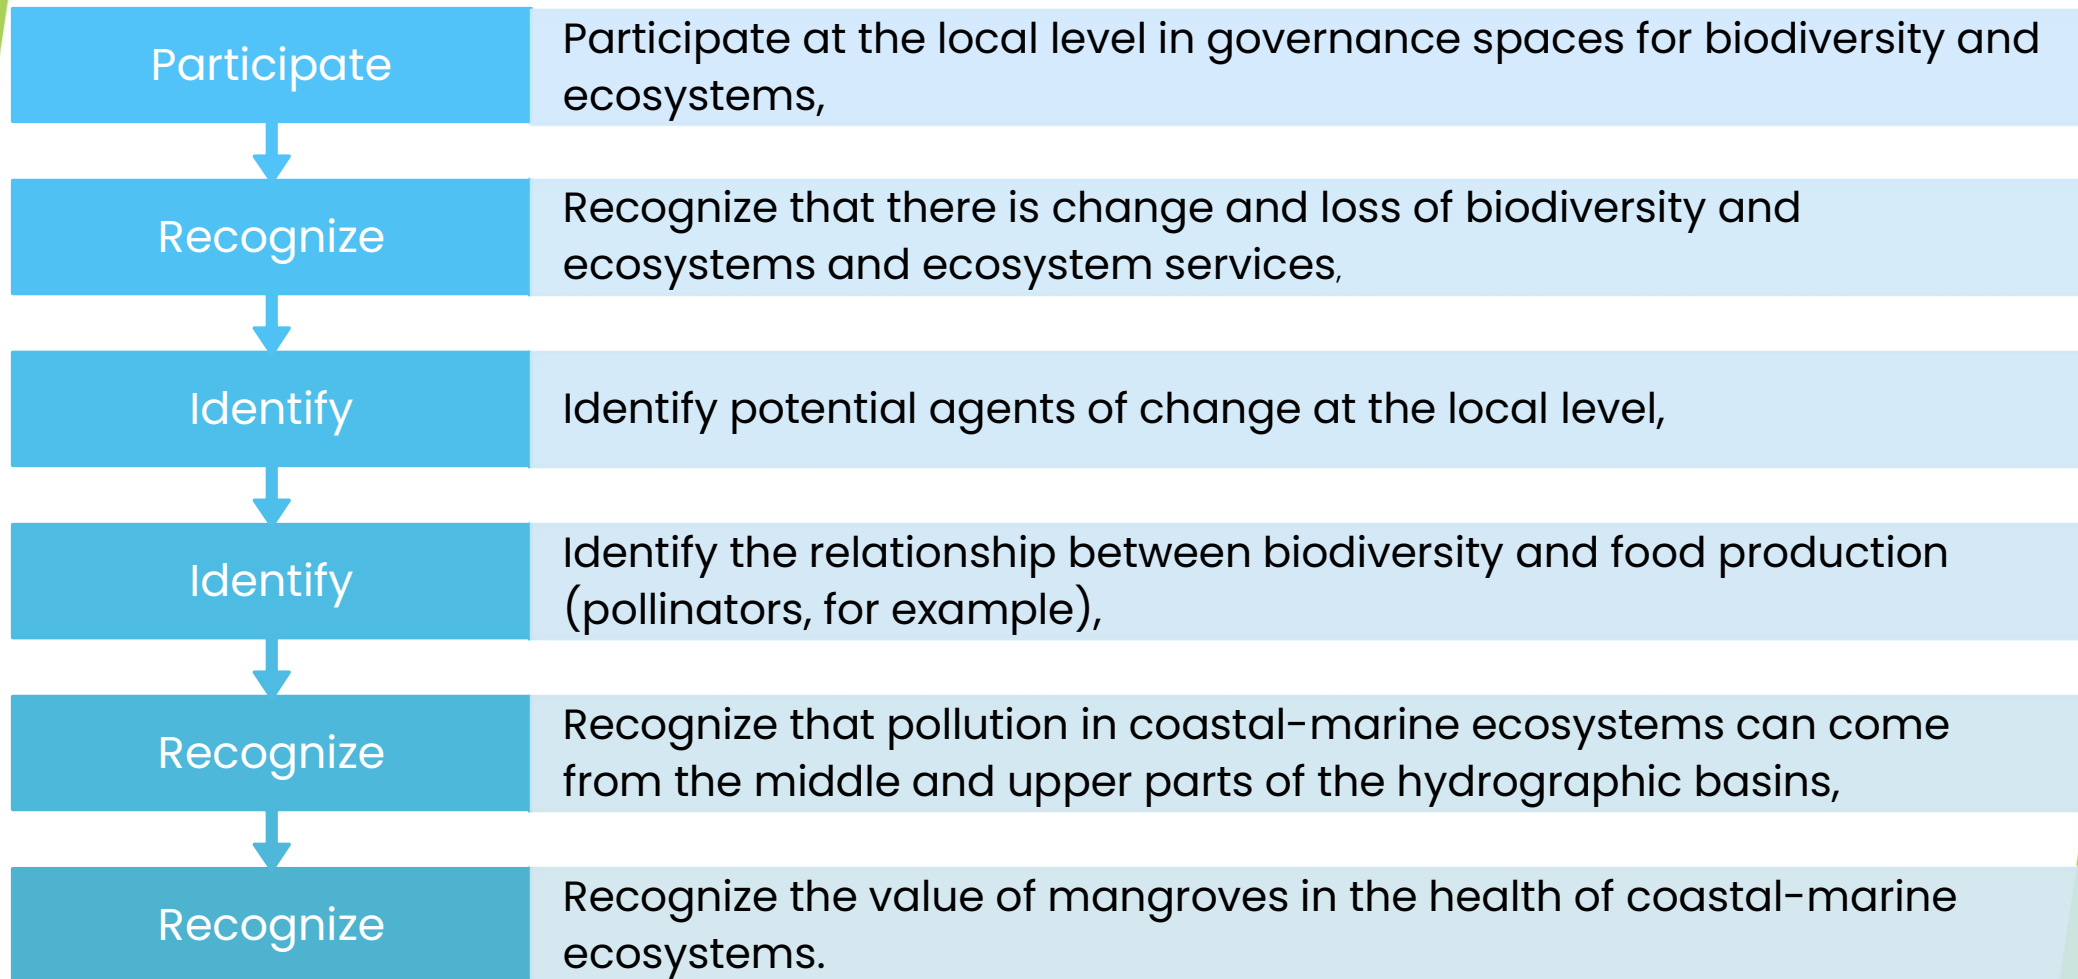 Participate
Participate at the local level in governance spaces for biodiversity and
ecosystems,
Recognize
Recognize that there is change and loss of biodiversity and
ecosystems and ecosystem services,
Identify
Identify potential agents of change at the local level,
Identify
Identify the relationship between biodiversity and food production
(pollinators, for example),
Recognize
Recognize that pollution in coastal-marine ecosystems can come
from the middle and upper parts of the hydrographic basins,
Recognize
Recognize the value of mangroves in the health of coastal-marine
ecosystems.